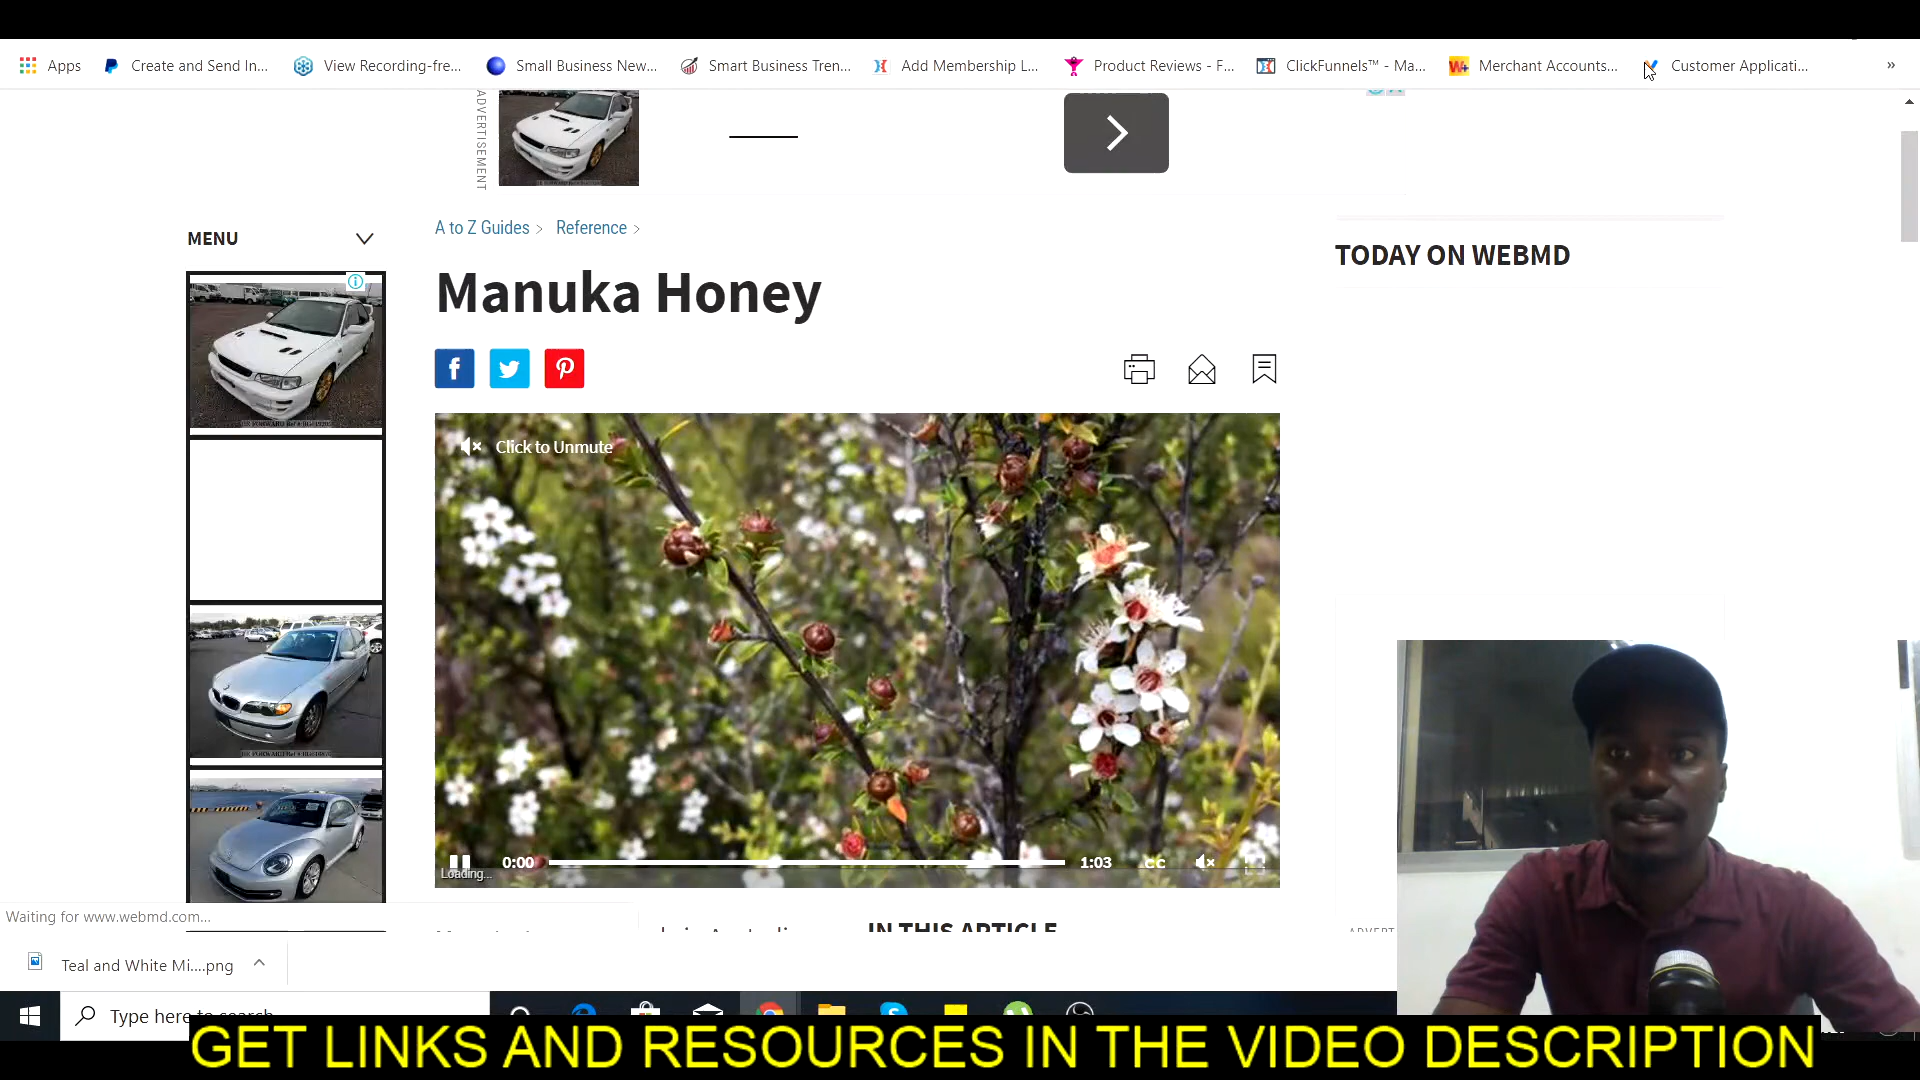 Apps
Create and Send In...
View Recording-fre...
Small Business New...
Smart Business Tren...
Add Membership L...
Product Reviews - F...
ClickFunnels™ - Ma...
Merchant Accounts...
Customer Applicati...
»
ADVERTISEMENT
A to Z Guides >
Reference >
MENU
TODAY ON WEBMD
Manuka Honey
Click to Unmute
0:00
1:03
CC
Loading...
Waiting for www.webmd.com...
IN THIS ARTICLE
Teal and White Mi....png
Type here to search
GET LINKS AND RESOURCES IN THE VIDEO DESCRIPTION